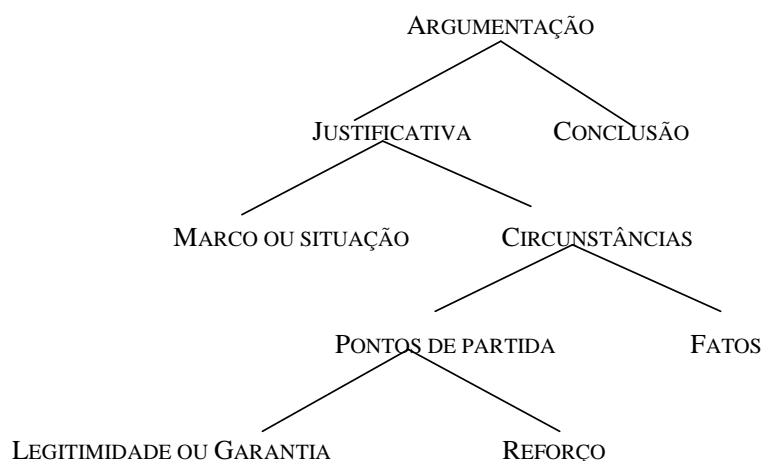 ARGUMENTAÇÃO
JUSTIFICATIVA CONCLUSÃO
MARCO OU SITUAÇÃO CIRCUNSTÂNCIAS
PONTOS DE PARTIDA FATOS
LEGITIMIDADE OU GARANTIA REFORÇO